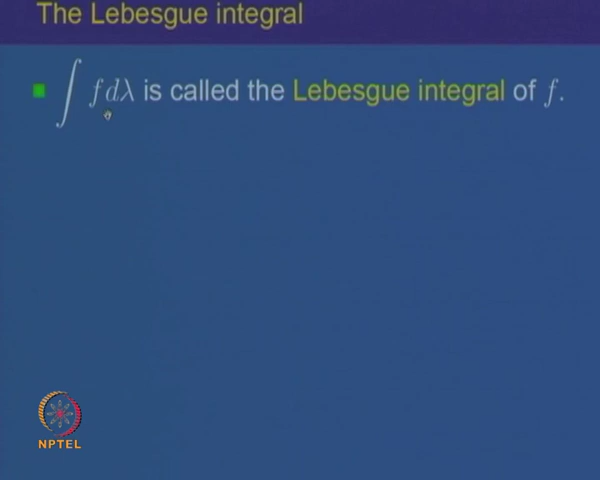 The Lebesgue integral
∫ f dλ is called the Lebesgue integral of f.
NPTEL